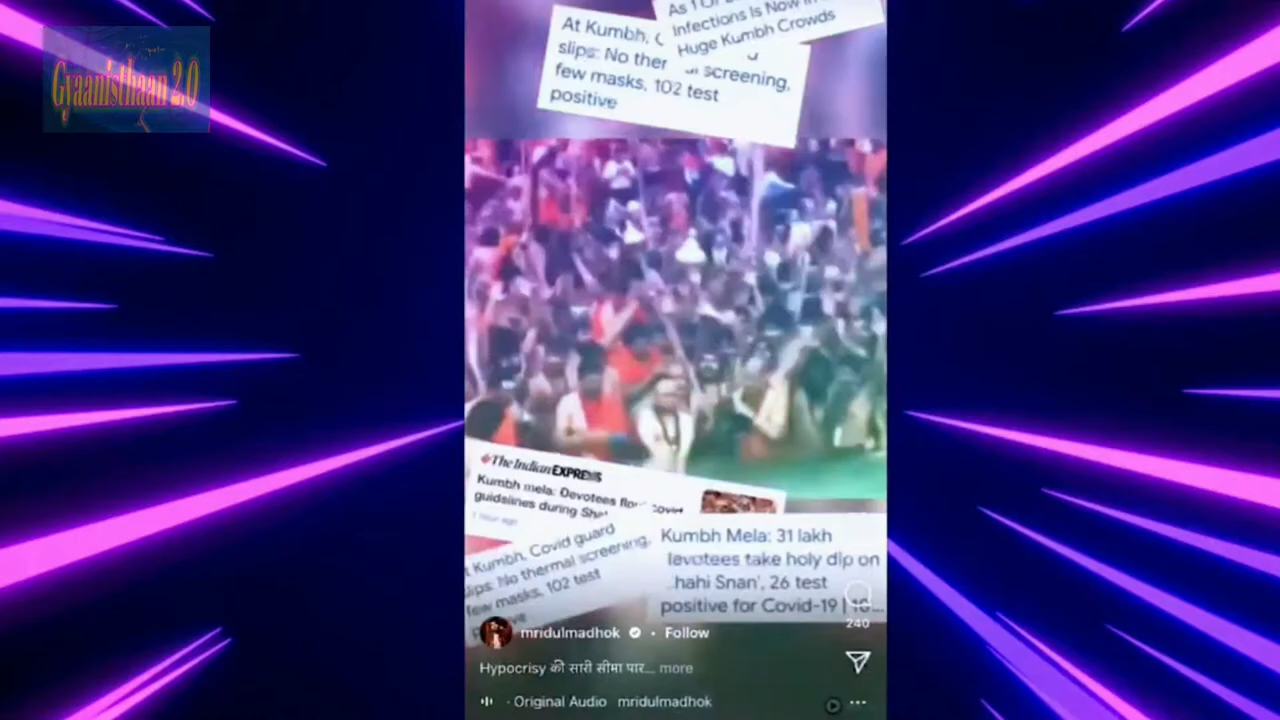 Gyaanisthaan 2.0
Infections Is Now
Huge Kumbh Crowds
At Kumbh,
slips: No screening,
few masks, 102 test
positive
The Indian EXPRESS
Kumbh mela: Devotees
guidelines during
1 hour ago
Kumbh, Covid guard
slips: No thermal screening,
few masks, 102 test
Kumbh Mela: 31 lakh
take holy dip on
Snan', 26 test
positive for Covid-19 |
240
mridulmadhok · Follow
Hypocrisy की सारी सीमा पार... more
· Original Audio mridulmadhok